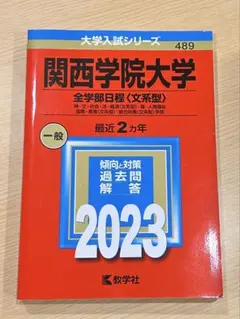 大学入試シリーズ
489
関西学院大学
全学部日程〈文系型〉
一般
最近2カ年
傾向と対策
過去問
解答
2023
教学社